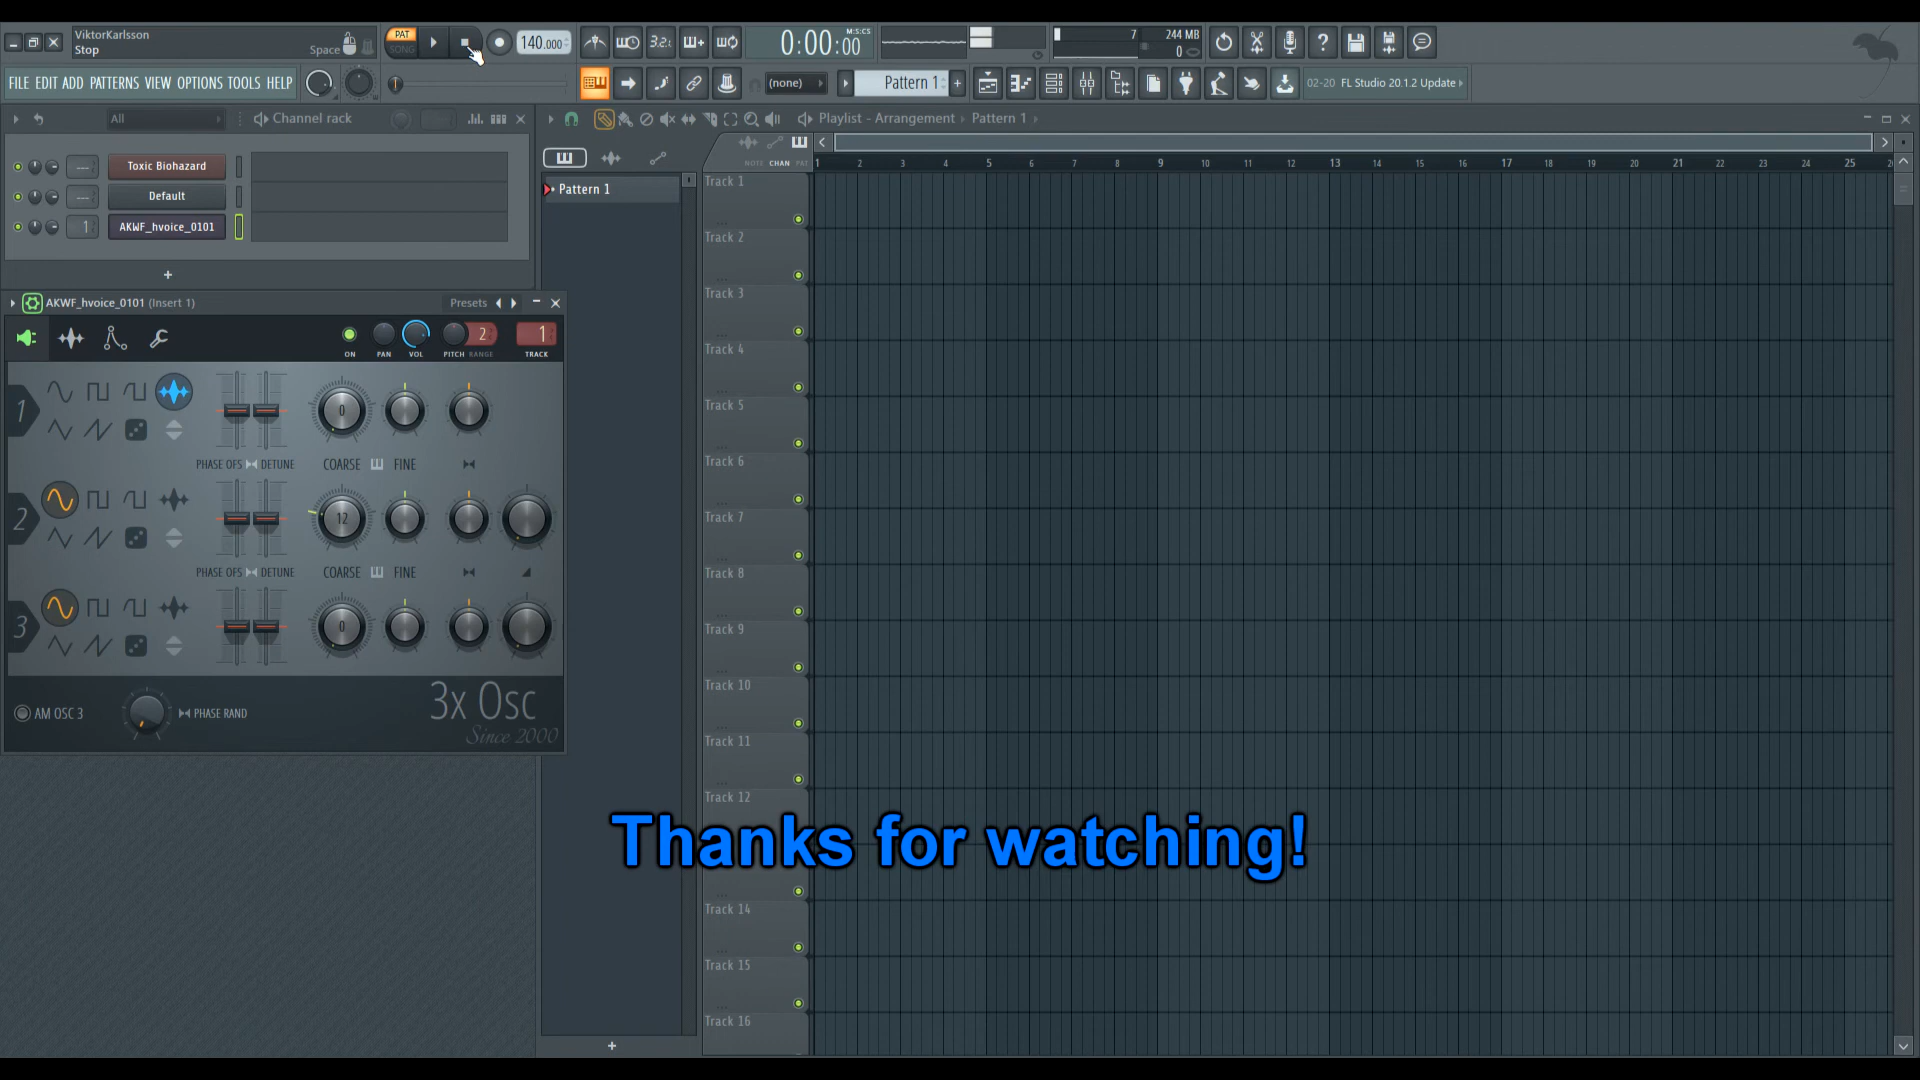 ViktorKarlsson
Stop
Space
PAT
SONG
140.000
3.2.
0:00:00
M:S:CS
7
244 MB
0
FILE EDIT ADD PATTERNS VIEW OPTIONS TOOLS HELP
(none)
Pattern 1
+
02-20 FL Studio 20.1.2 Update
All
Channel rack
Playlist - Arrangement
Pattern 1
NOTE CHAN PAT
1 2 3 4 5 6 7 8 9 10 11 12 13 14 15 16 17 18 19 20 21 22 23 24 25
---
Toxic Biohazard
---
Default
1
AKWF_hvoice_0101
+
Pattern 1
Track 1
Track 2
Track 3
Track 4
Track 5
Track 6
Track 7
Track 8
Track 9
Track 10
Track 11
Track 12
Track 14
Track 15
Track 16
AKWF_hvoice_0101 (Insert 1)
Presets
2
1
ON PAN VOL PITCH RANGE TRACK
1
0
PHASE OFS DETUNE COARSE FINE
2
12
PHASE OFS DETUNE COARSE FINE
3
0
AM OSC 3
PHASE RAND
3x Osc
Since 2000
Thanks for watching!
+